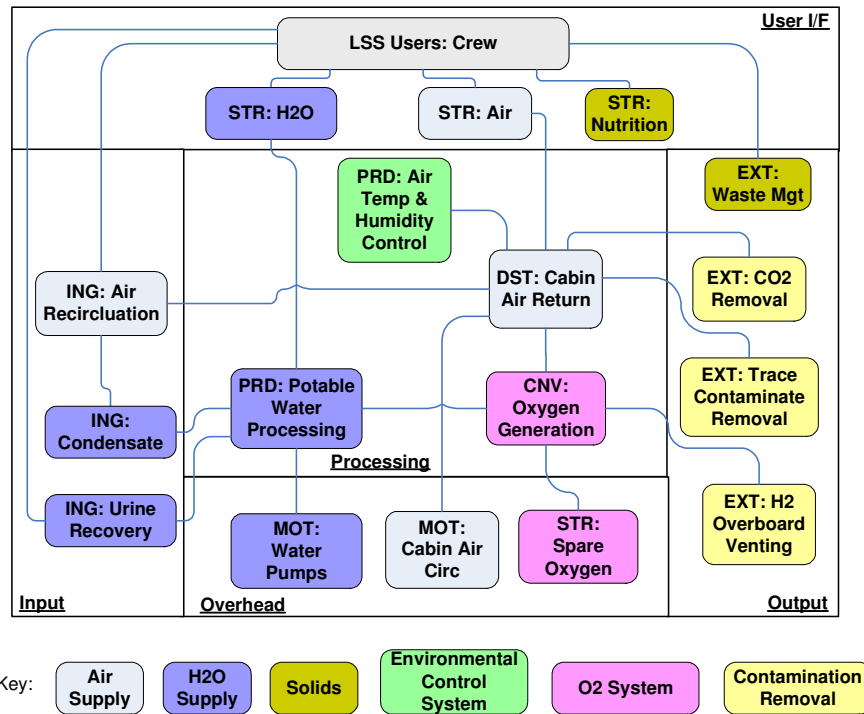 User I/F
LSS Users: Crew
STR: H2O
STR: Air
STR:
Nutrition
PRD: Air
Temp &
Humidity
Control
EXT:
Waste Mgt
ING: Air
Recircluation
DST: Cabin
Air Return
EXT: CO2
Removal
PRD: Potable
Water
Processing
CNV:
Oxygen
Generation
EXT: Trace
Contaminate
Removal
ING:
Condensate
Processing
ING: Urine
Recovery
MOT:
Water
Pumps
MOT:
Cabin Air
Circ
STR:
Spare
Oxygen
EXT: H2
Overboard
Venting
Input
Overhead
Output
Key:
Air
Supply
H2O
Supply
Solids
Environmental
Control
System
O2 System
Contamination
Removal